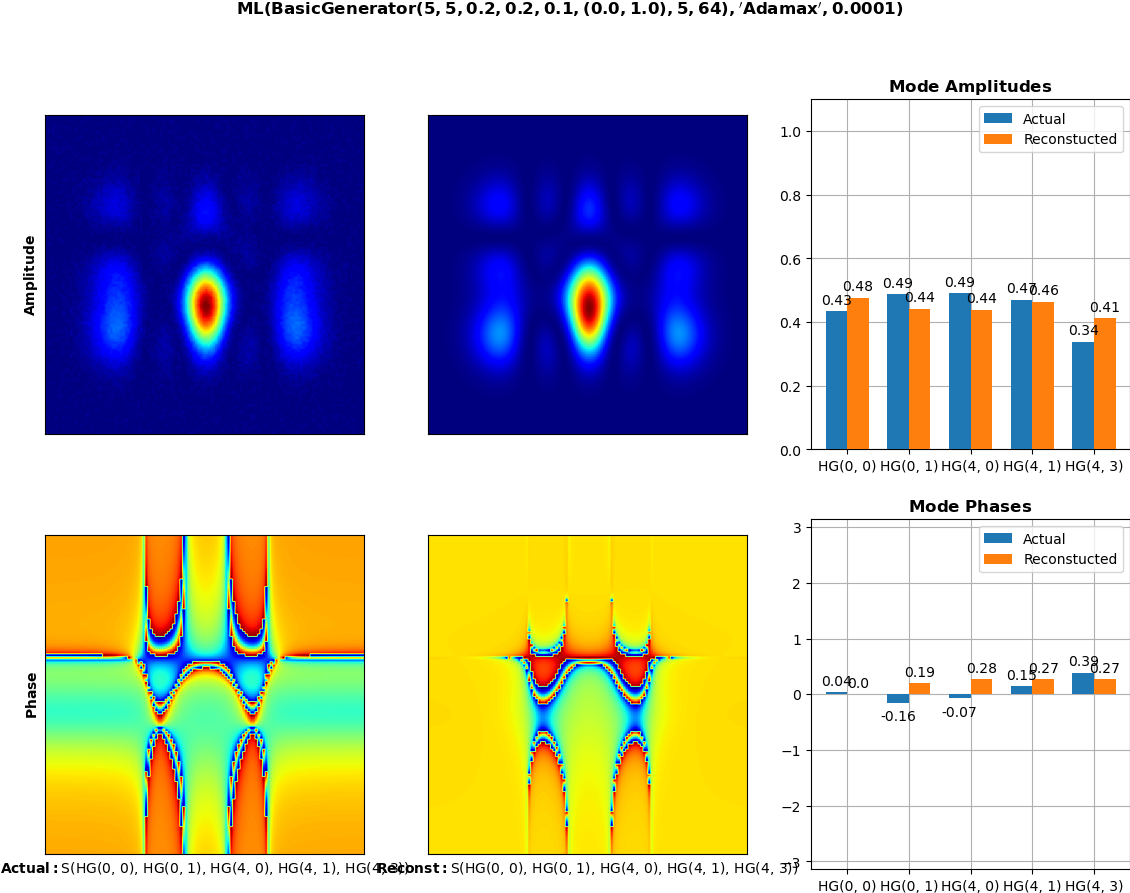 ML(BasicGenerator(5, 5, 0.2, 0.2, 0.1, (0.0, 1.0), 5, 64), ′Adamax′, 0.0001)
Mode Amplitudes
Actual
Reconstucted
1.0
0.8
0.6
0.4
0.2
0.0
0.43
0.48
0.49
0.44
0.49
0.44
0.47
0.46
0.34
0.41
HG(0, 0) HG(0, 1) HG(4, 0) HG(4, 1) HG(4, 3)
Amplitude
Mode Phases
Actual
Reconstucted
3
2
1
0
−1
−2
−3
0.04
0.0
-0.16
0.19
-0.07
0.28
0.15
0.27
0.39
0.27
HG(0, 0) HG(0, 1) HG(4, 0) HG(4, 1) HG(4, 3)
Phase
Actual: S(HG(0, 0), HG(0, 1), HG(4, 0), HG(4, 1), HG(4, 3))
Reconst: S(HG(0, 0), HG(0, 1), HG(4, 0), HG(4, 1), HG(4, 3))